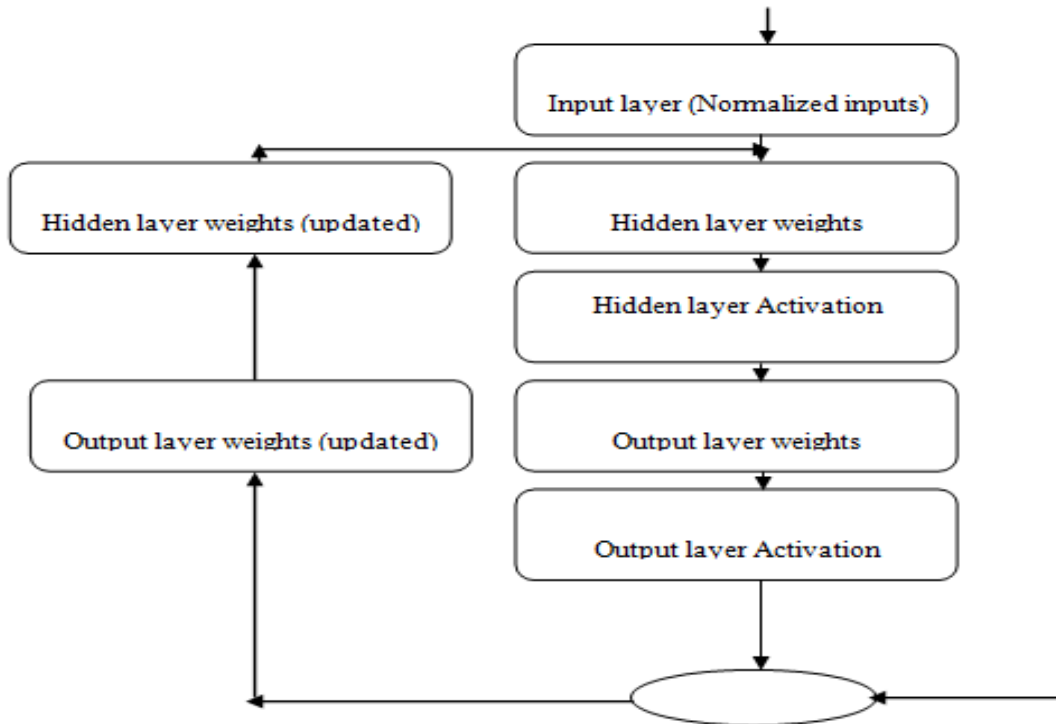 Input layer (Normalized inputs)
Hidden layer weights (updated)
Hidden layer weights
Hidden layer Activation
Output layer weights (updated)
Output layer weights
Output layer Activation